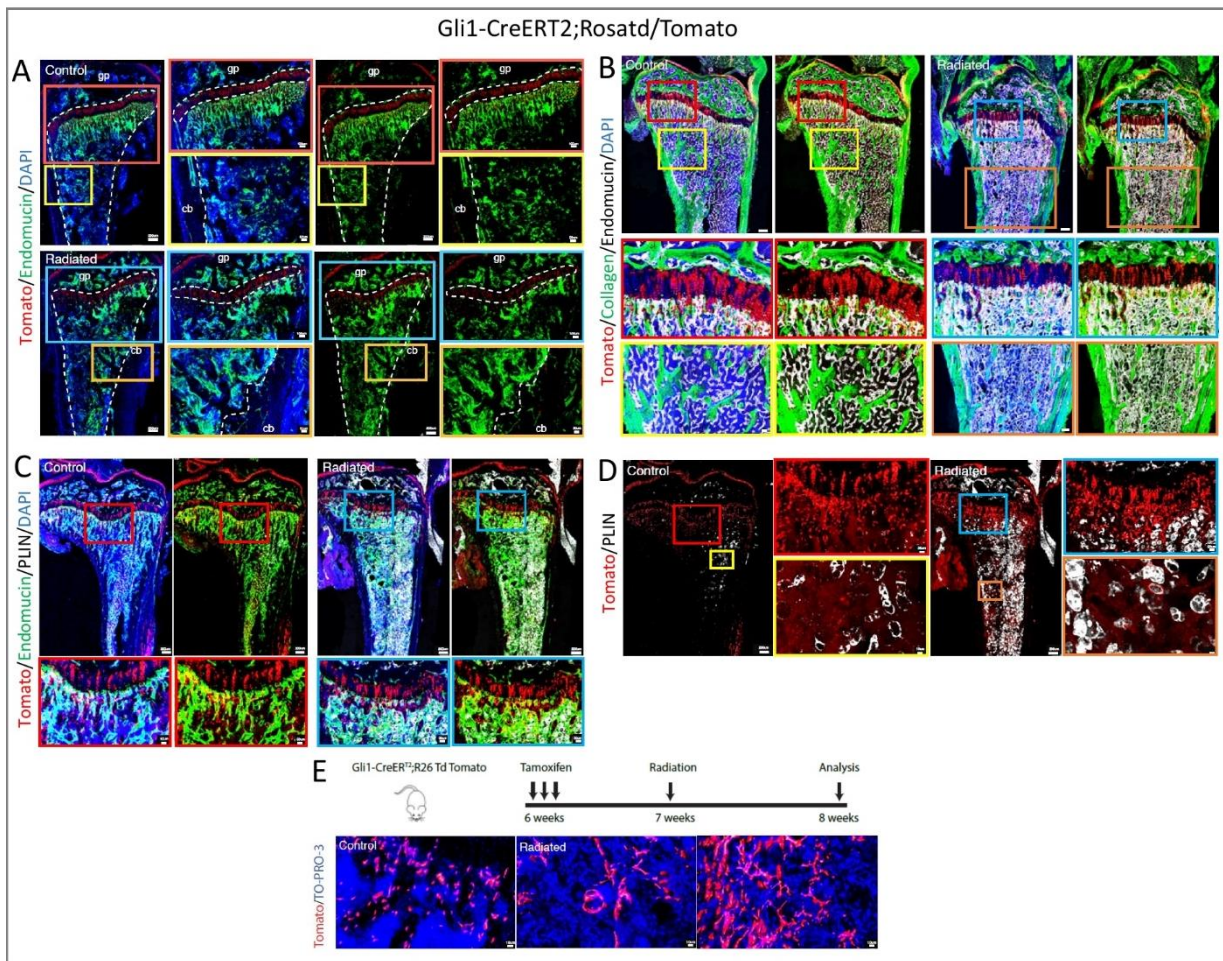 Gli1-CreERT2;Rosatd/Tomato
A
Tomato/Endomucin/DAPI
Control
gp
gp
gp
gp
cb
cb
Radiated
gp
gp
gp
gp
cb
cb
cb
cb
B
Tomato/Collagen/Endomucin/DAPI
Control
Radiated
C
Tomato/Endomucin/PLIN/DAPI
Control
Radiated
D
Tomato/PLIN
Control
Radiated
E
Gli1-CreERT2;R26 Td Tomato
Tamoxifen
Radiation
Analysis
6 weeks
7 weeks
8 weeks
Tomato/TO-PRO-3
Control
Radiated